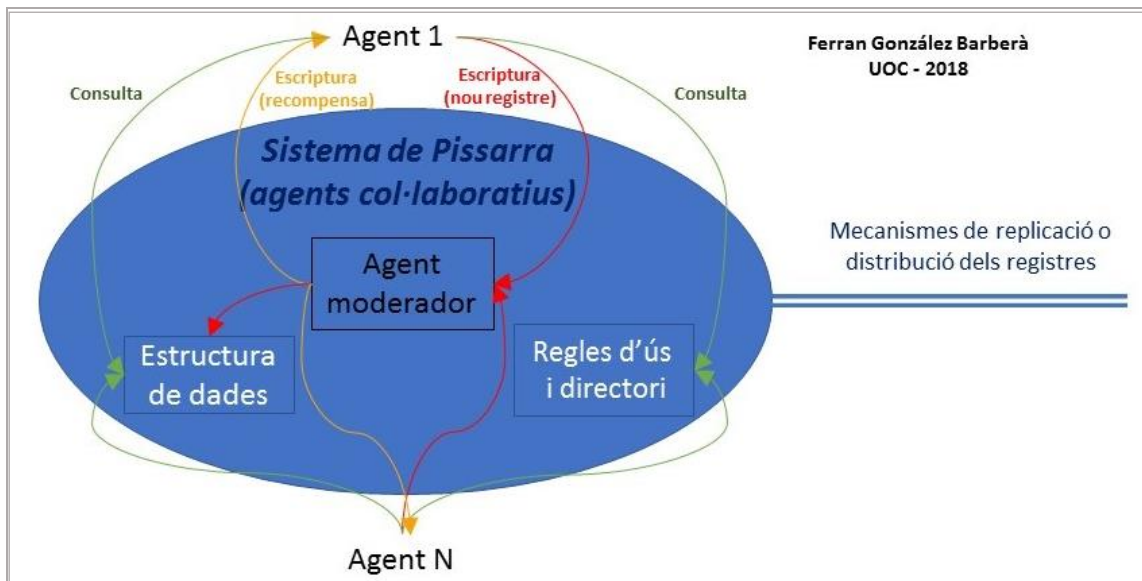 Agent 1
Ferran González Barberà
UOC - 2018
Consulta
Escriptura
(recompensa)
Escriptura
(nou registre)
Consulta
Sistema de Pissarra
(agents col·laboratius)
Mecanismes de replicació o
distribució dels registres
Agent
moderador
Estructura
de dades
Regles d’ús
i directori
Agent N